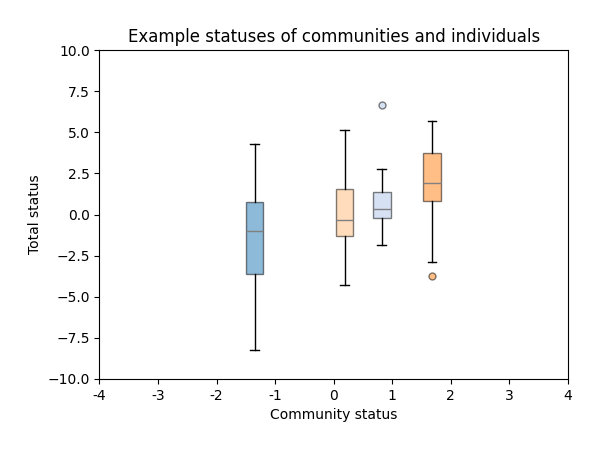 Example statuses of communities and individuals
10.0
7.5
5.0
2.5
0.0
−2.5
−5.0
−7.5
−10.0
Total status
-4 -3 -2 -1 0 1 2 3 4
Community status